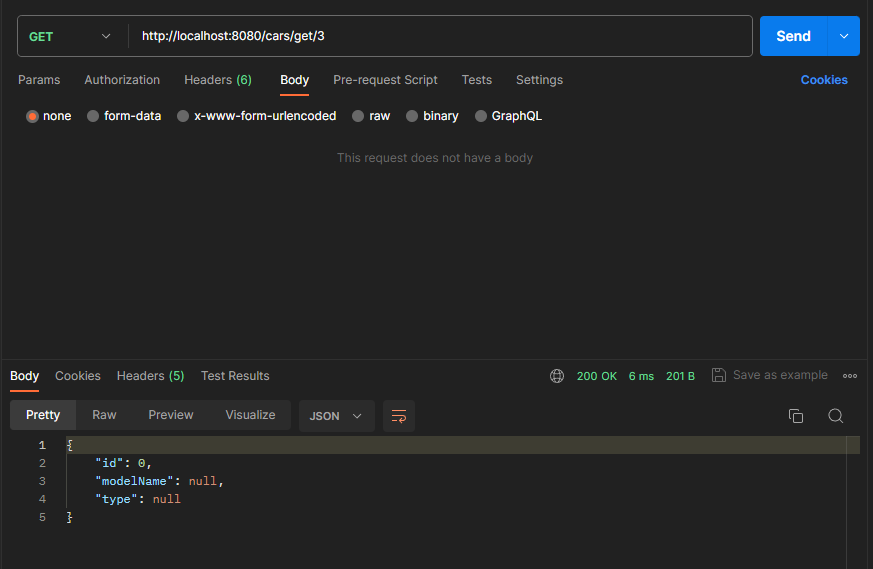 GET http://localhost:8080/cars/get/3 Send
Params Authorization Headers (6) Body Pre-request Script Tests Settings Cookies
none form-data x-www-form-urlencoded raw binary GraphQL
This request does not have a body
Body Cookies Headers (5) Test Results 200 OK 6 ms 201 B Save as example
Pretty Raw Preview Visualize JSON
1 {
2 "id": 0,
3 "modelName": null,
4 "type": null
5 }